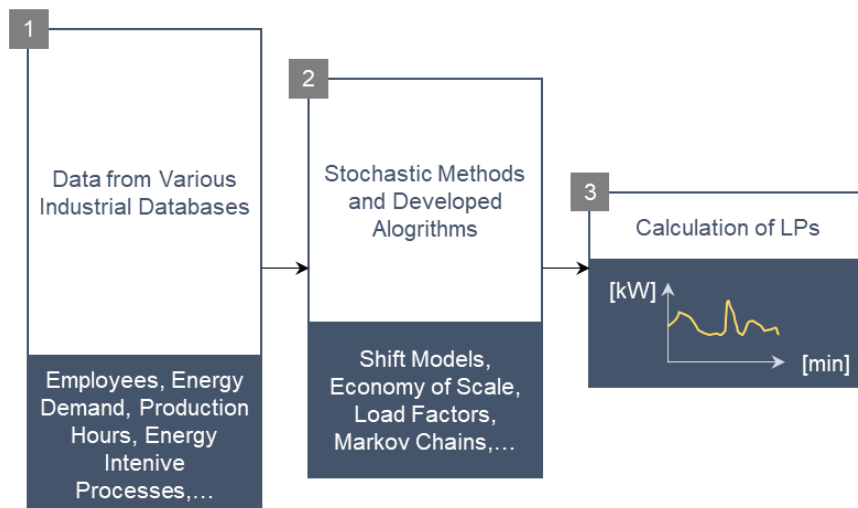 1
Data from Various
Industrial Databases
Employees, Energy
Demand, Production
Hours, Energy
Intenive
Processes,...
2
Stochastic Methods
and Developed
Alogrithms
Shift Models,
Economy of Scale,
Load Factors,
Markov Chains,...
3
Calculation of LPs
[kW]
[min]